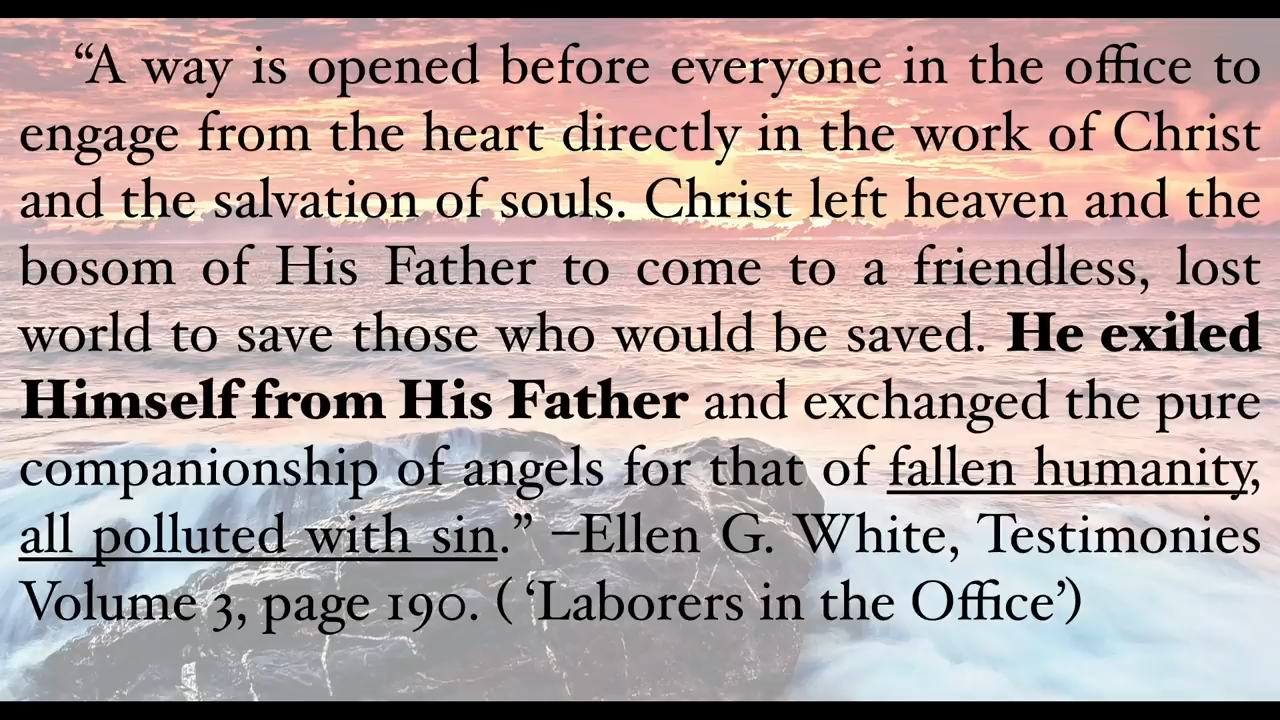 “A way is opened before everyone in the office to
engage from the heart directly in the work of Christ
and the salvation of souls. Christ left heaven and the
bosom of His Father to come to a friendless, lost
world to save those who would be saved. He exiled
Himself from His Father and exchanged the pure
companionship of angels for that of fallen humanity,
all polluted with sin.” –Ellen G. White, Testimonies
Volume 3, page 190. ( ‘Laborers in the Office’)